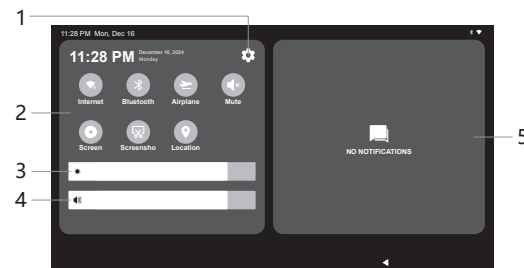 1
11:28 PM Mon, Dec 16
11:28 PM December 16, 2024
Monday
Internet Bluetooth Airplane Mute
2
Screen Screensho Location
NO NOTIFICATIONS
5
3
4